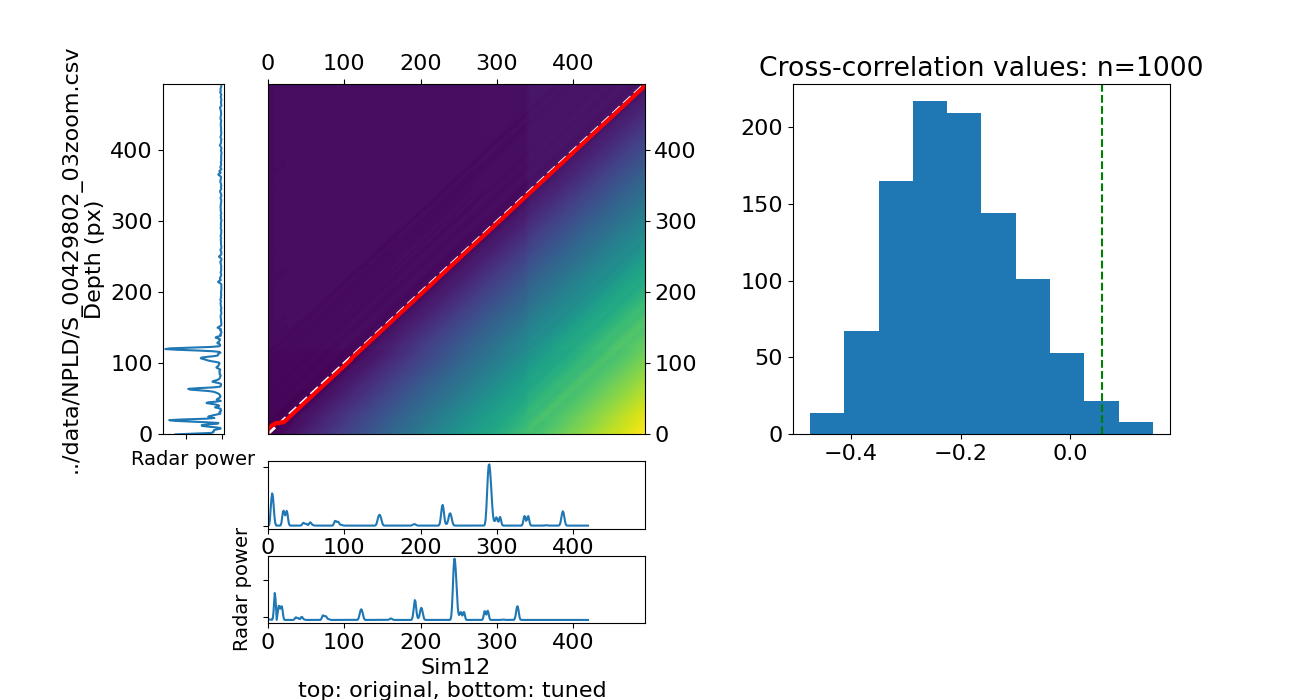 ../data/NPLD/S_00429802_03zoom.csv
Depth (px)
0 100 200 300 400
400
300
200
100
0
Radar power
400
300
200
100
0
0 100 200 300 400
Radar power
0 100 200 300 400
Sim12
top: original, bottom: tuned
Cross-correlation values: n=1000
200
150
100
50
0
−0.4 −0.2 0.0